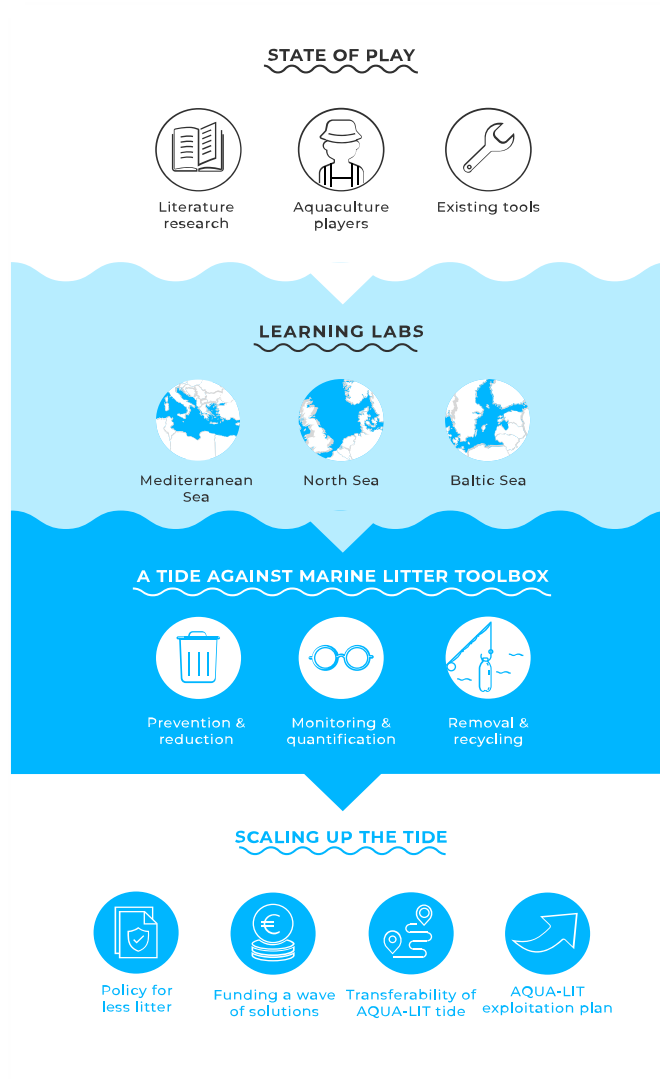 STATE OF PLAY
Literature
research
Aquaculture
players
Existing tools
LEARNING LABS
Mediterranean
Sea
North Sea
Baltic Sea
A TIDE AGAINST MARINE LITTER TOOLBOX
Prevention &
reduction
Monitoring &
quantification
Removal &
recycling
SCALING UP THE TIDE
€
Policy for
less litter
Funding a wave
of solutions
Transferability of
AQUA-LIT tide
AQUA-LIT
exploitation plan